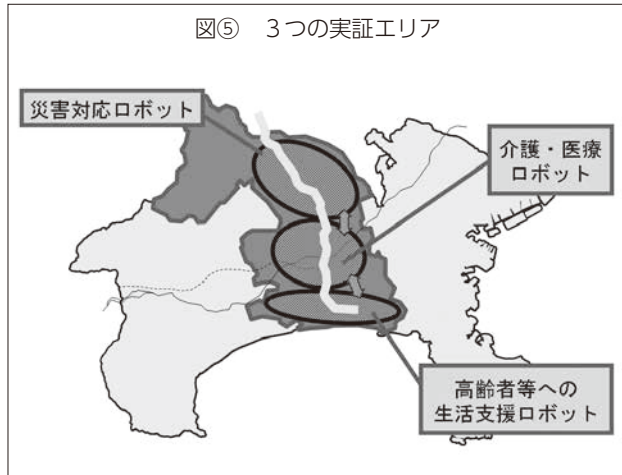 図⑤　３つの実証エリア
災害対応ロボット
介護・医療
ロボット
高齢者等への
生活支援ロボット